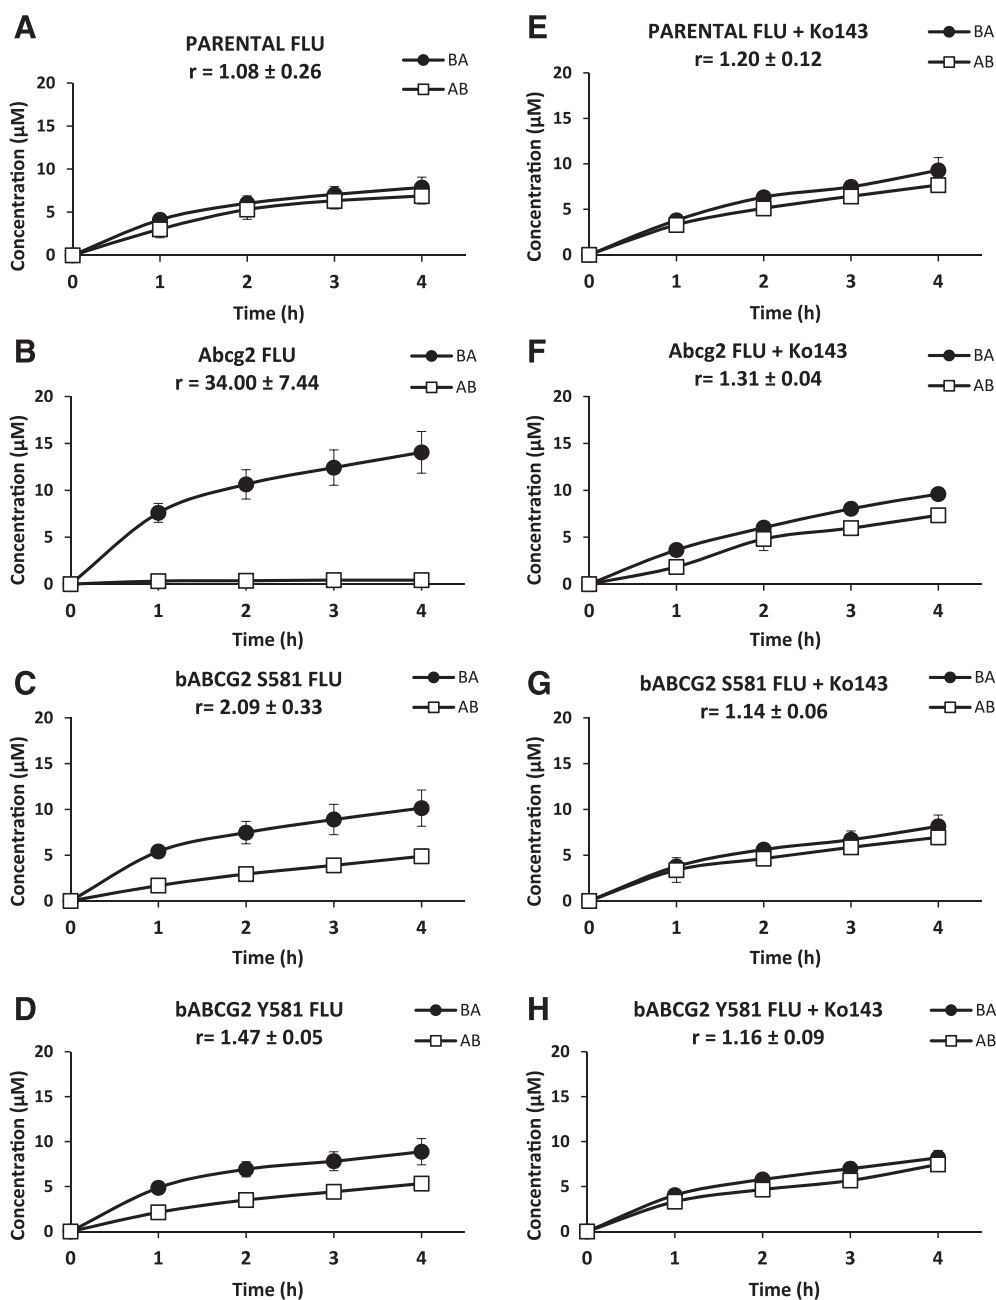 A
PARENTAL FLU
r = 1.08 ± 0.26
BA
AB
Concentration (µM)
20
15
10
5
0
0 1 2 3 4
Time (h)
E
PARENTAL FLU + Ko143
r= 1.20 ± 0.12
BA
AB
Concentration (µM)
20
15
10
5
0
0 1 2 3 4
Time (h)
B
Abcg2 FLU
r = 34.00 ± 7.44
BA
AB
Concentration (µM)
20
15
10
5
0
0 1 2 3 4
Time (h)
F
Abcg2 FLU + Ko143
r= 1.31 ± 0.04
BA
AB
Concentration (µM)
20
15
10
5
0
0 1 2 3 4
Time (h)
C
bABCG2 S581 FLU
r= 2.09 ± 0.33
BA
AB
Concentration (µM)
20
15
10
5
0
0 1 2 3 4
Time (h)
G
bABCG2 S581 FLU + Ko143
r= 1.14 ± 0.06
BA
AB
Concentration (µM)
20
15
10
5
0
0 1 2 3 4
Time (h)
D
bABCG2 Y581 FLU
r= 1.47 ± 0.05
BA
AB
Concentration (µM)
20
15
10
5
0
0 1 2 3 4
Time (h)
H
bABCG2 Y581 FLU + Ko143
r = 1.16 ± 0.09
BA
AB
Concentration (µM)
20
15
10
5
0
0 1 2 3 4
Time (h)